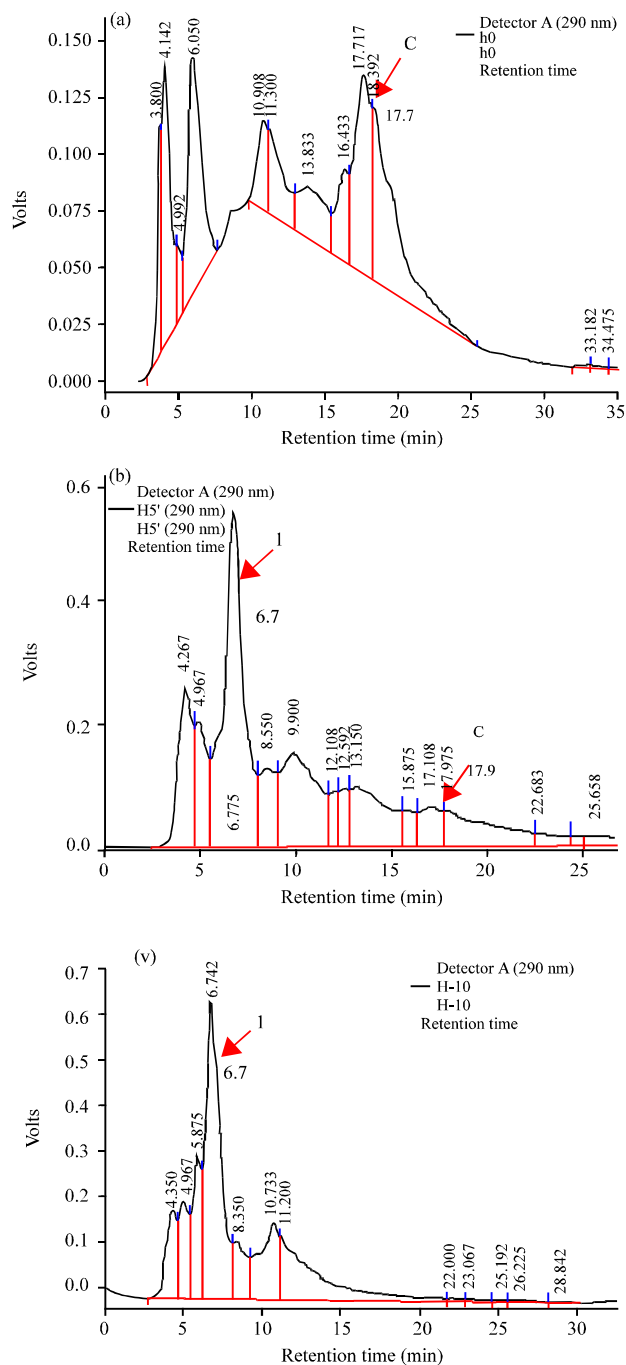 (a)
Detector A (290 nm)
h0
h0
Retention time
3.800
4.142
4.992
6.050
10.908
11.300
13.833
16.433
17.717
18.392
C
17.7
33.182
34.475
0.150
0.125
0.100
0.075
0.050
0.025
0.000
Volts
0 5 10 15 20 25 30 35
Retention time (min)
(b)
Detector A (290 nm)
H5' (290 nm)
H5' (290 nm)
Retention time
4.267
4.967
1
6.7
6.775
8.550
9.900
12.108
12.592
13.150
15.875
17.108
17.975
C
17.9
22.683
25.658
0.6
0.4
0.2
0.0
Volts
0 5 10 15 20 25
Retention time (min)
(v)
Detector A (290 nm)
H-10
H-10
Retention time
4.350
4.967
5.875
6.742
1
6.7
8.350
10.733
11.200
22.000
23.067
25.192
26.225
28.842
0.7
0.6
0.5
0.4
0.3
0.2
0.1
0.0
Volts
0 5 10 15 20 25 30
Retention time (min)